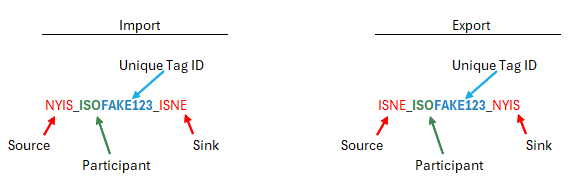 Import
Unique Tag ID
NYIS_ISOFAKE123_ISNE
Source
Sink
Participant
Export
Unique Tag ID
ISNE_ISOFAKE123_NYIS
Source
Sink
Participant